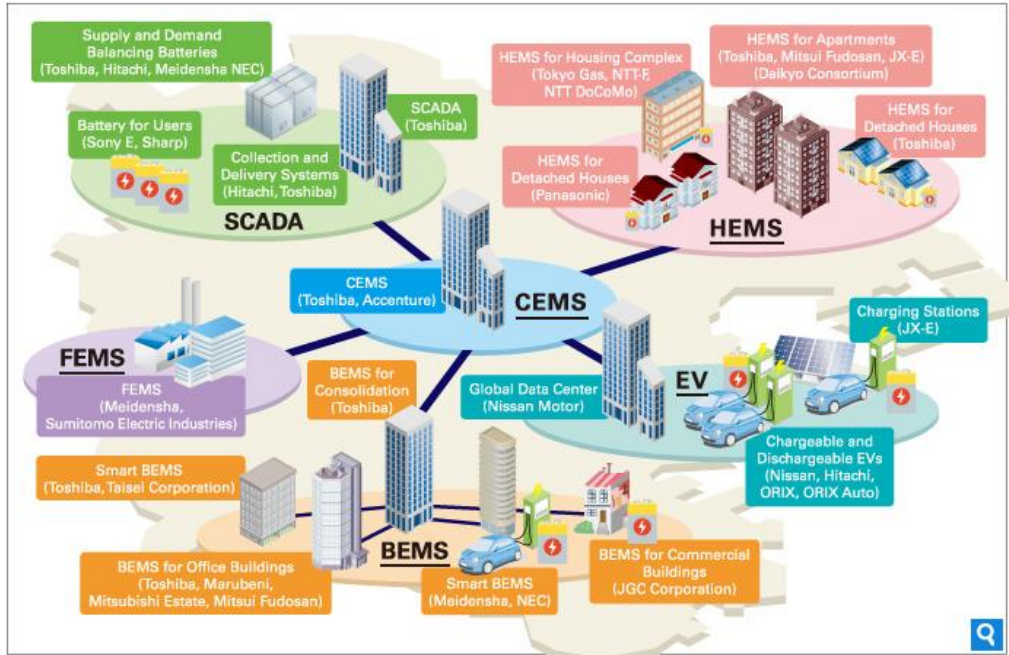 Supply and Demand
Balancing Batteries
(Toshiba, Hitachi, Meidensha NEC)
Battery for Users
(Sony E, Sharp)
Collection and
Delivery Systems
(Hitachi, Toshiba)
SCADA
(Toshiba)
SCADA
HEMS for Housing Complex
(Tokyo Gas, NTT-F,
NTT DoCoMo)
HEMS for Apartments
(Toshiba, Mitsui Fudosan, JX-E)
(Daikyo Consortium)
HEMS for
Detached Houses
(Toshiba)
HEMS for
Detached Houses
(Panasonic)
HEMS
CEMS
(Toshiba, Accenture)
CEMS
FEMS
FEMS
(Meidensha,
Sumitomo Electric Industries)
BEMS for
Consolidation
(Toshiba)
Global Data Center
(Nissan Motor)
EV
Charging Stations
(JX-E)
Chargeable and
Dischargeable EVs
(Nissan, Hitachi,
ORIX, ORIX Auto)
Smart BEMS
(Toshiba, Taisei Corporation)
BEMS for Office Buildings
(Toshiba, Marubeni,
Mitsubishi Estate, Mitsui Fudosan)
BEMS
Smart BEMS
(Meidensha, NEC)
BEMS for Commercial
Buildings
(JGC Corporation)